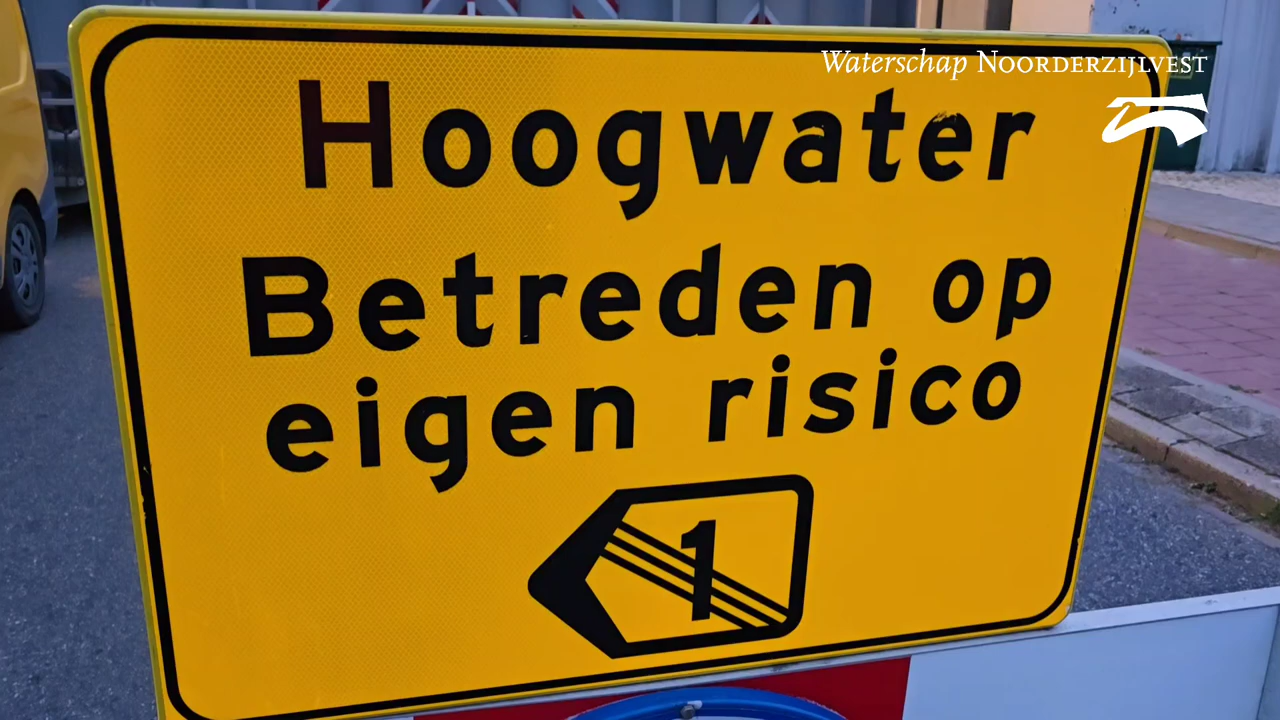 Waterschap NOORDERZIJLVEST
Hoogwater
Betreden op
eigen risico
1